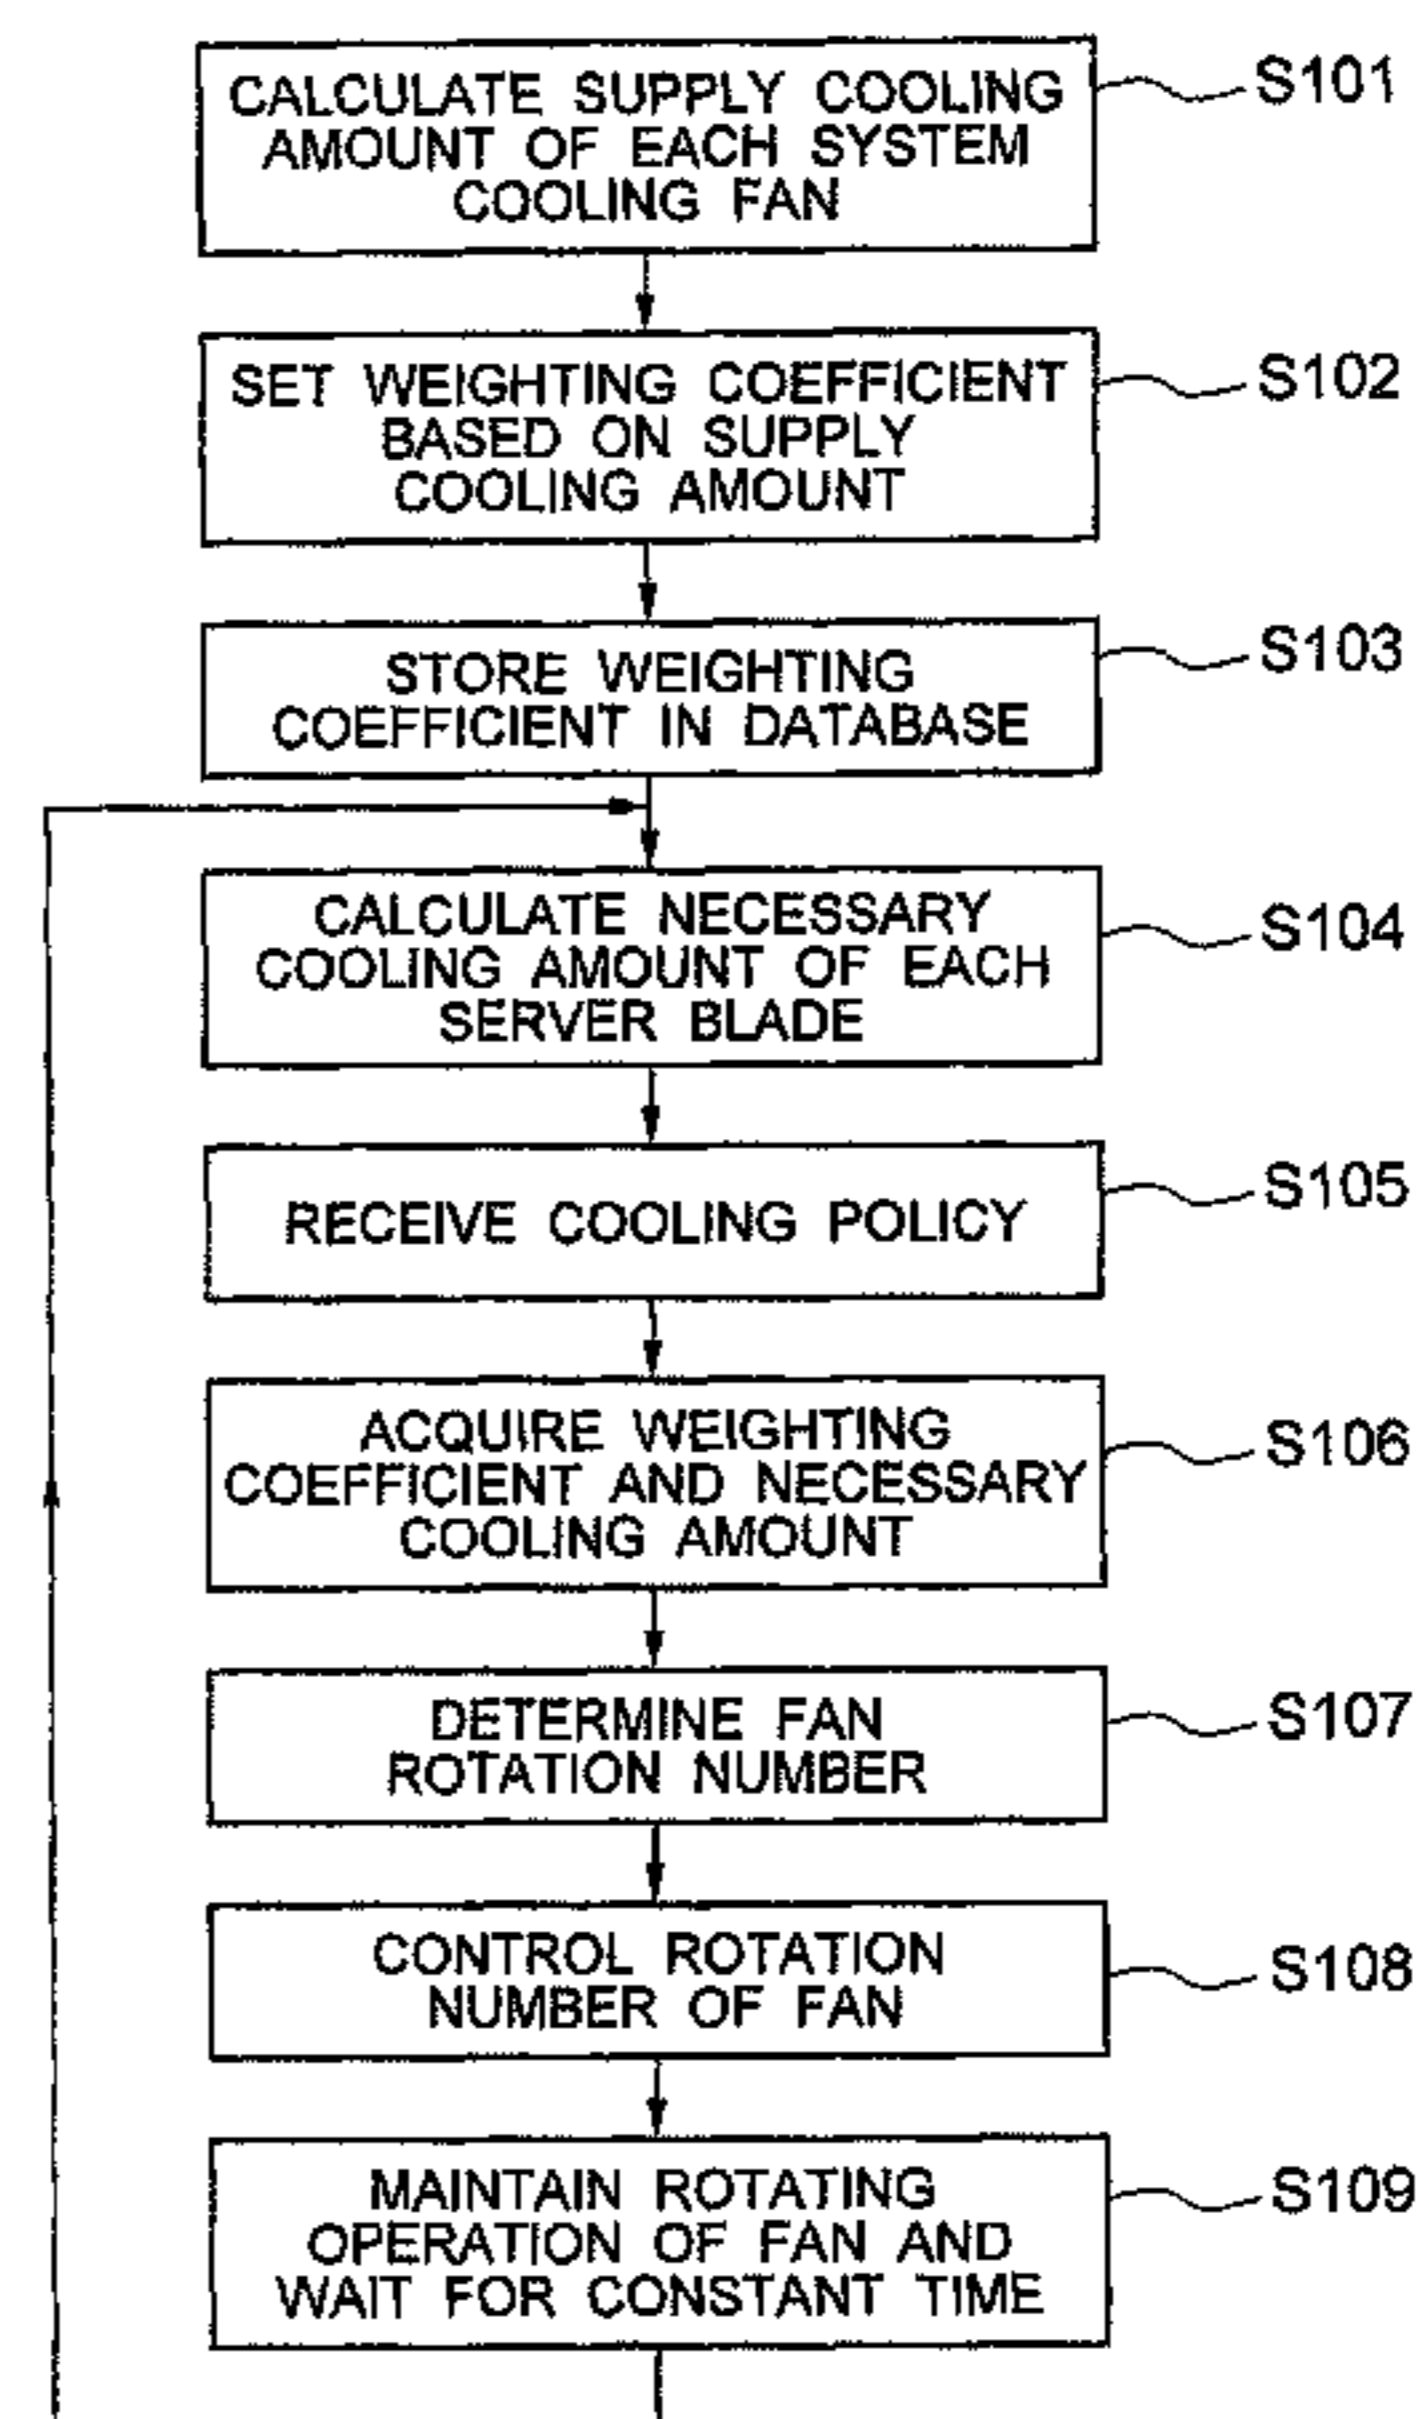 CALCULATE SUPPLY COOLING
AMOUNT OF EACH SYSTEM
COOLING FAN
S101
SET WEIGHTING COEFFICIENT
BASED ON SUPPLY
COOLING AMOUNT
S102
STORE WEIGHTING
COEFFICIENT IN DATABASE
S103
CALCULATE NECESSARY
COOLING AMOUNT OF EACH
SERVER BLADE
S104
RECEIVE COOLING POLICY
S105
ACQUIRE WEIGHTING
COEFFICIENT AND NECESSARY
COOLING AMOUNT
S106
DETERMINE FAN
ROTATION NUMBER
S107
CONTROL ROTATION
NUMBER OF FAN
S108
MAINTAIN ROTATING
OPERATION OF FAN AND
WAIT FOR CONSTANT TIME
S109